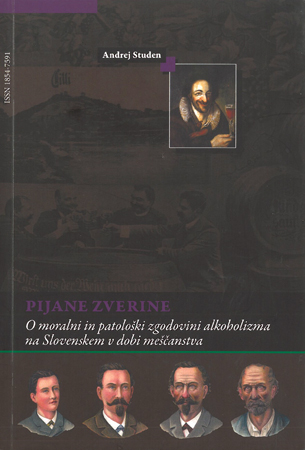 ISSN 1854-7591
Andrej Studen
PIJANE ZVERINE
O moralni in patološki zgodovini alkoholizma
na Slovenskem v dobi meščanstva